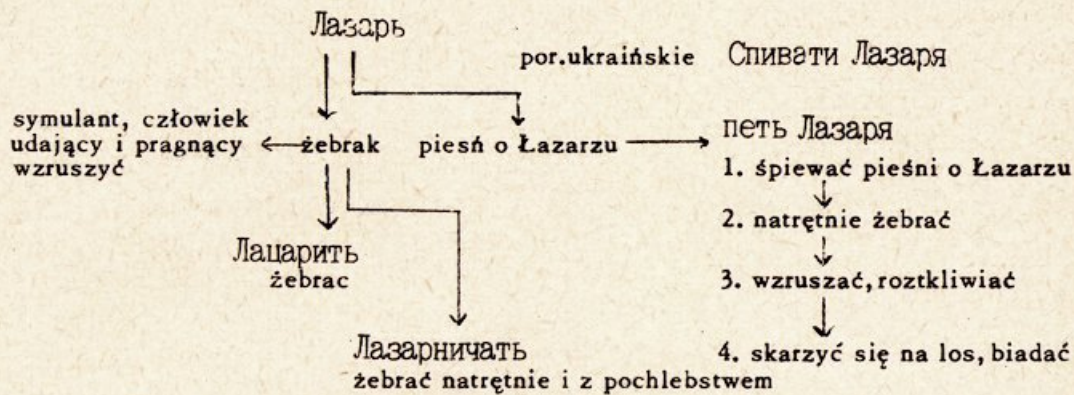 Лазарь
por.ukraińskie Спивати Лазаря
symulant, człowiek
udający i pragnący
wzruszyć
żebrak
pieśń o Łazarzu
петь Лазаря
1. śpiewać pieśni o Łazarzu
2. natrętnie żebrać
3. wzruszać, roztkliwiać
4. skarzyć się na los, biadać
Лацарить
żebrac
Лазарничать
żebrać natrętnie i z pochlebstwem